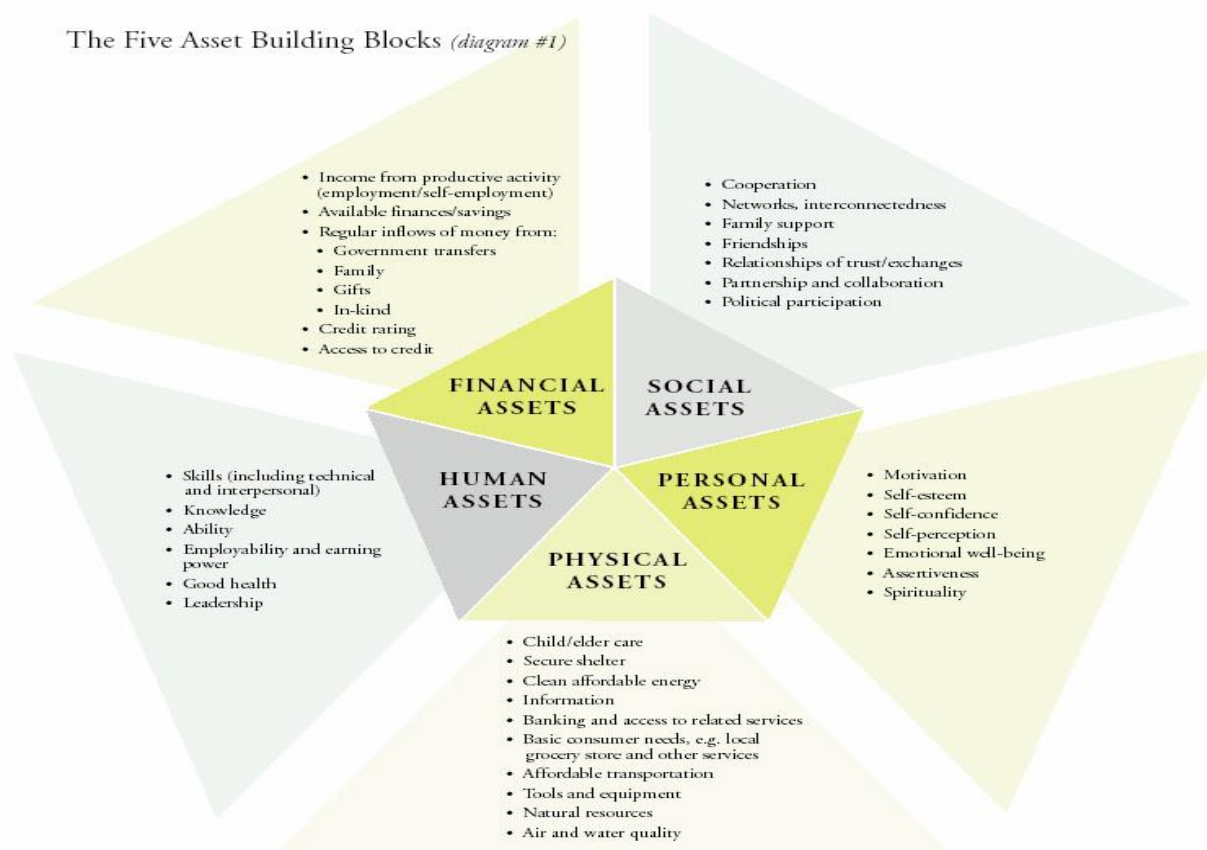 The Five Asset Building Blocks (diagram #1)
• Income from productive activity
(employment/self-employment)
• Available finances/savings
• Regular inflows of money from:
• Government transfers
• Family
• Gifts
• In-kind
• Credit rating
• Access to credit
• Cooperation
• Networks, interconnectedness
• Family support
• Friendships
• Relationships of trust/exchanges
• Partnership and collaboration
• Political participation
FINANCIAL
ASSETS
SOCIAL
ASSETS
HUMAN
ASSETS
PERSONAL
ASSETS
PHYSICAL
ASSETS
• Skills (including technical
and interpersonal)
• Knowledge
• Ability
• Employability and earning
power
• Good health
• Leadership
• Motivation
• Self-esteem
• Self-confidence
• Self-perception
• Emotional well-being
• Assertiveness
• Spirituality
• Child/elder care
• Secure shelter
• Clean affordable energy
• Information
• Banking and access to related services
• Basic consumer needs, e.g. local
grocery store and other services
• Affordable transportation
• Tools and equipment
• Natural resources
• Air and water quality